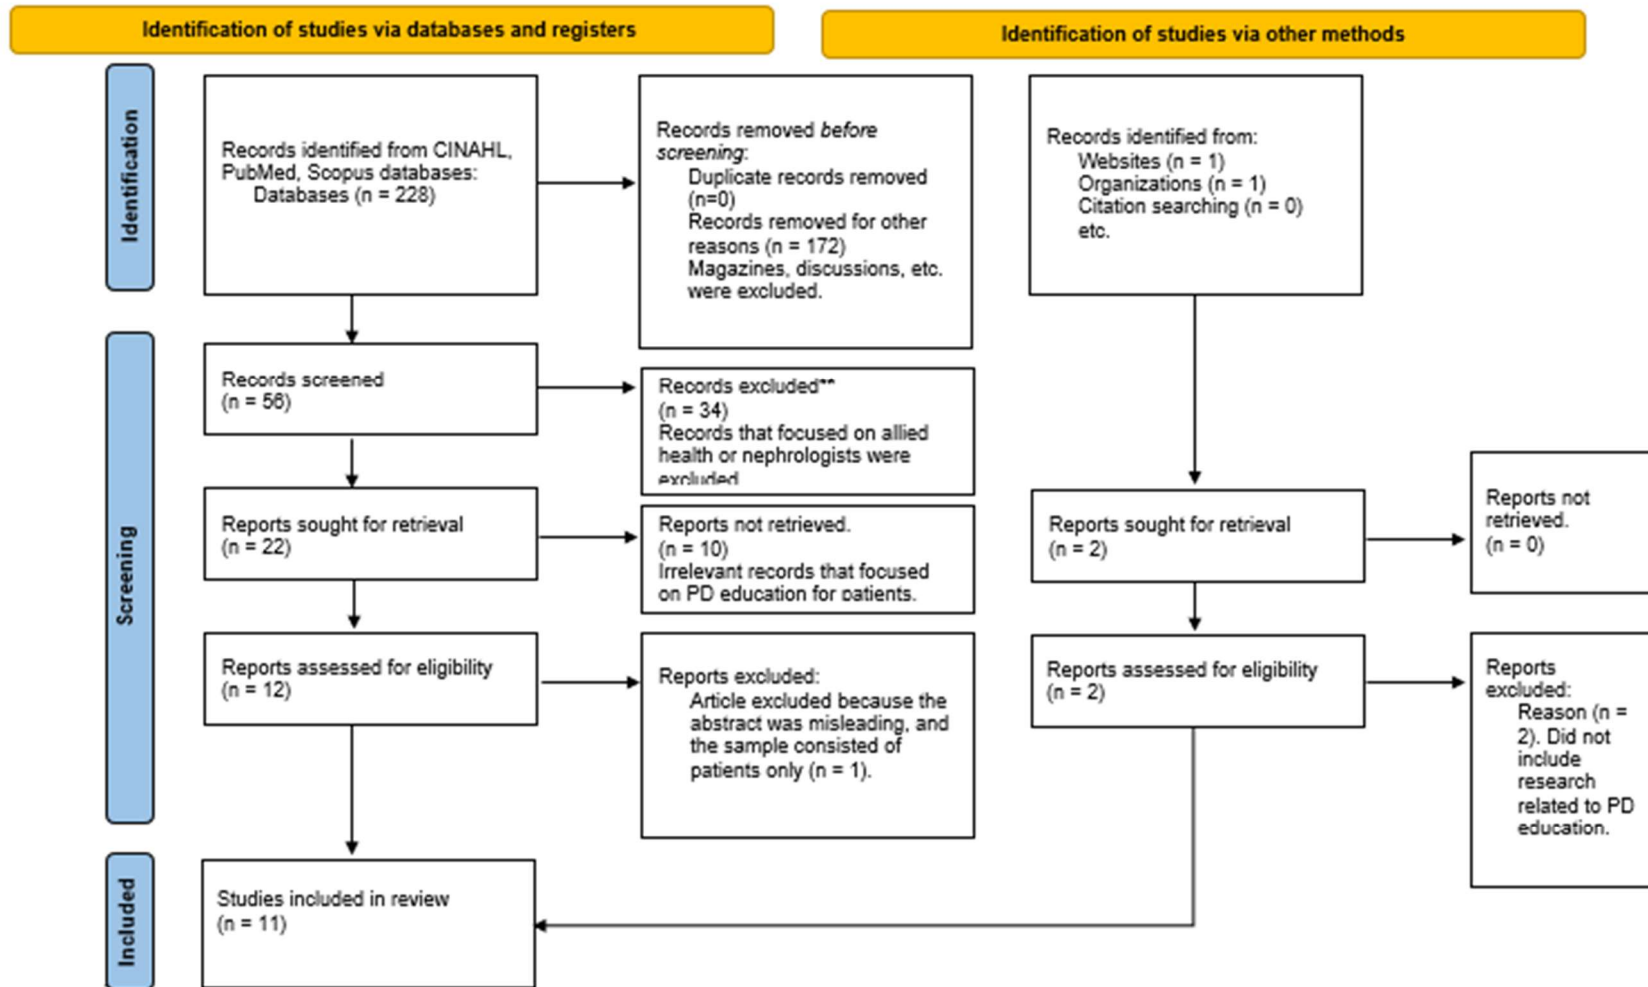 Identification of studies via databases and registers
Identification of studies via other methods
Identification
Records identified from CINAHL,
PubMed, Scopus databases:
Databases (n = 228)
Records removed before
screening:
Duplicate records removed
(n=0)
Records removed for other
reasons (n = 172)
Magazines, discussions, etc.
were excluded.
Records identified from:
Websites (n = 1)
Organizations (n = 1)
Citation searching (n = 0)
etc.
Screening
Records screened
(n = 56)
Records excluded**
(n = 34)
Records that focused on allied
health or nephrologists were
excluded
Reports sought for retrieval
(n = 22)
Reports not retrieved.
(n = 10)
Irrelevant records that focused
on PD education for patients.
Reports sought for retrieval
(n = 2)
Reports not
retrieved.
(n = 0)
Reports assessed for eligibility
(n = 12)
Reports excluded:
Article excluded because the
abstract was misleading, and
the sample consisted of
patients only (n = 1).
Reports assessed for eligibility
(n = 2)
Reports
excluded:
Reason (n =
2). Did not
include
research
related to PD
education.
Included
Studies included in review
(n = 11)